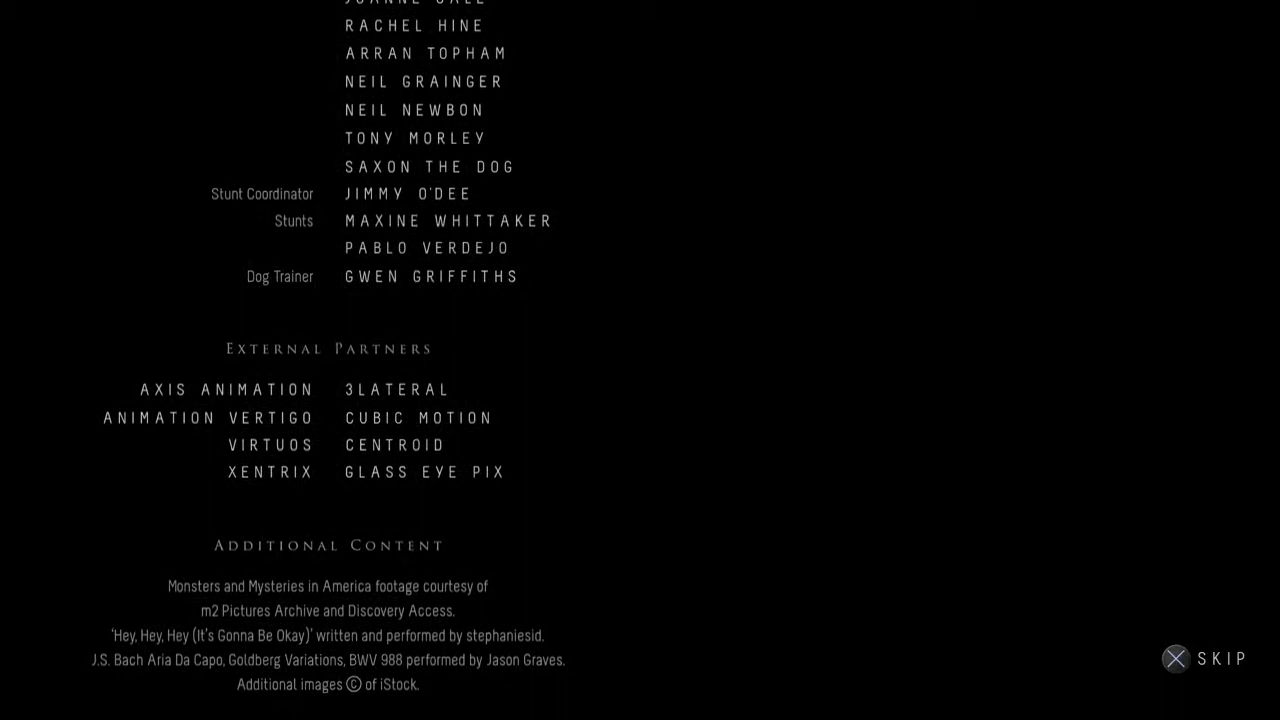 RACHEL HINE
ARRAN TOPHAM
NEIL GRAINGER
NEIL NEWBON
TONY MORLEY
SAXON THE DOG
Stunt Coordinator JIMMY O'DEE
Stunts MAXINE WHITTAKER
PABLO VERDEJO
Dog Trainer GWEN GRIFFITHS
EXTERNAL PARTNERS
AXIS ANIMATION 3LATERAL
ANIMATION VERTIGO CUBIC MOTION
VIRTUOS CENTROID
XENTRIX GLASS EYE PIX
ADDITIONAL CONTENT
Monsters and Mysteries in America footage courtesy of
m2 Pictures Archive and Discovery Access.
'Hey, Hey, Hey (It's Gonna Be Okay)' written and performed by stephaniesid.
J.S. Bach Aria Da Capo, Goldberg Variations, BWV 988 performed by Jason Graves.
Additional images © of iStock.
SKIP